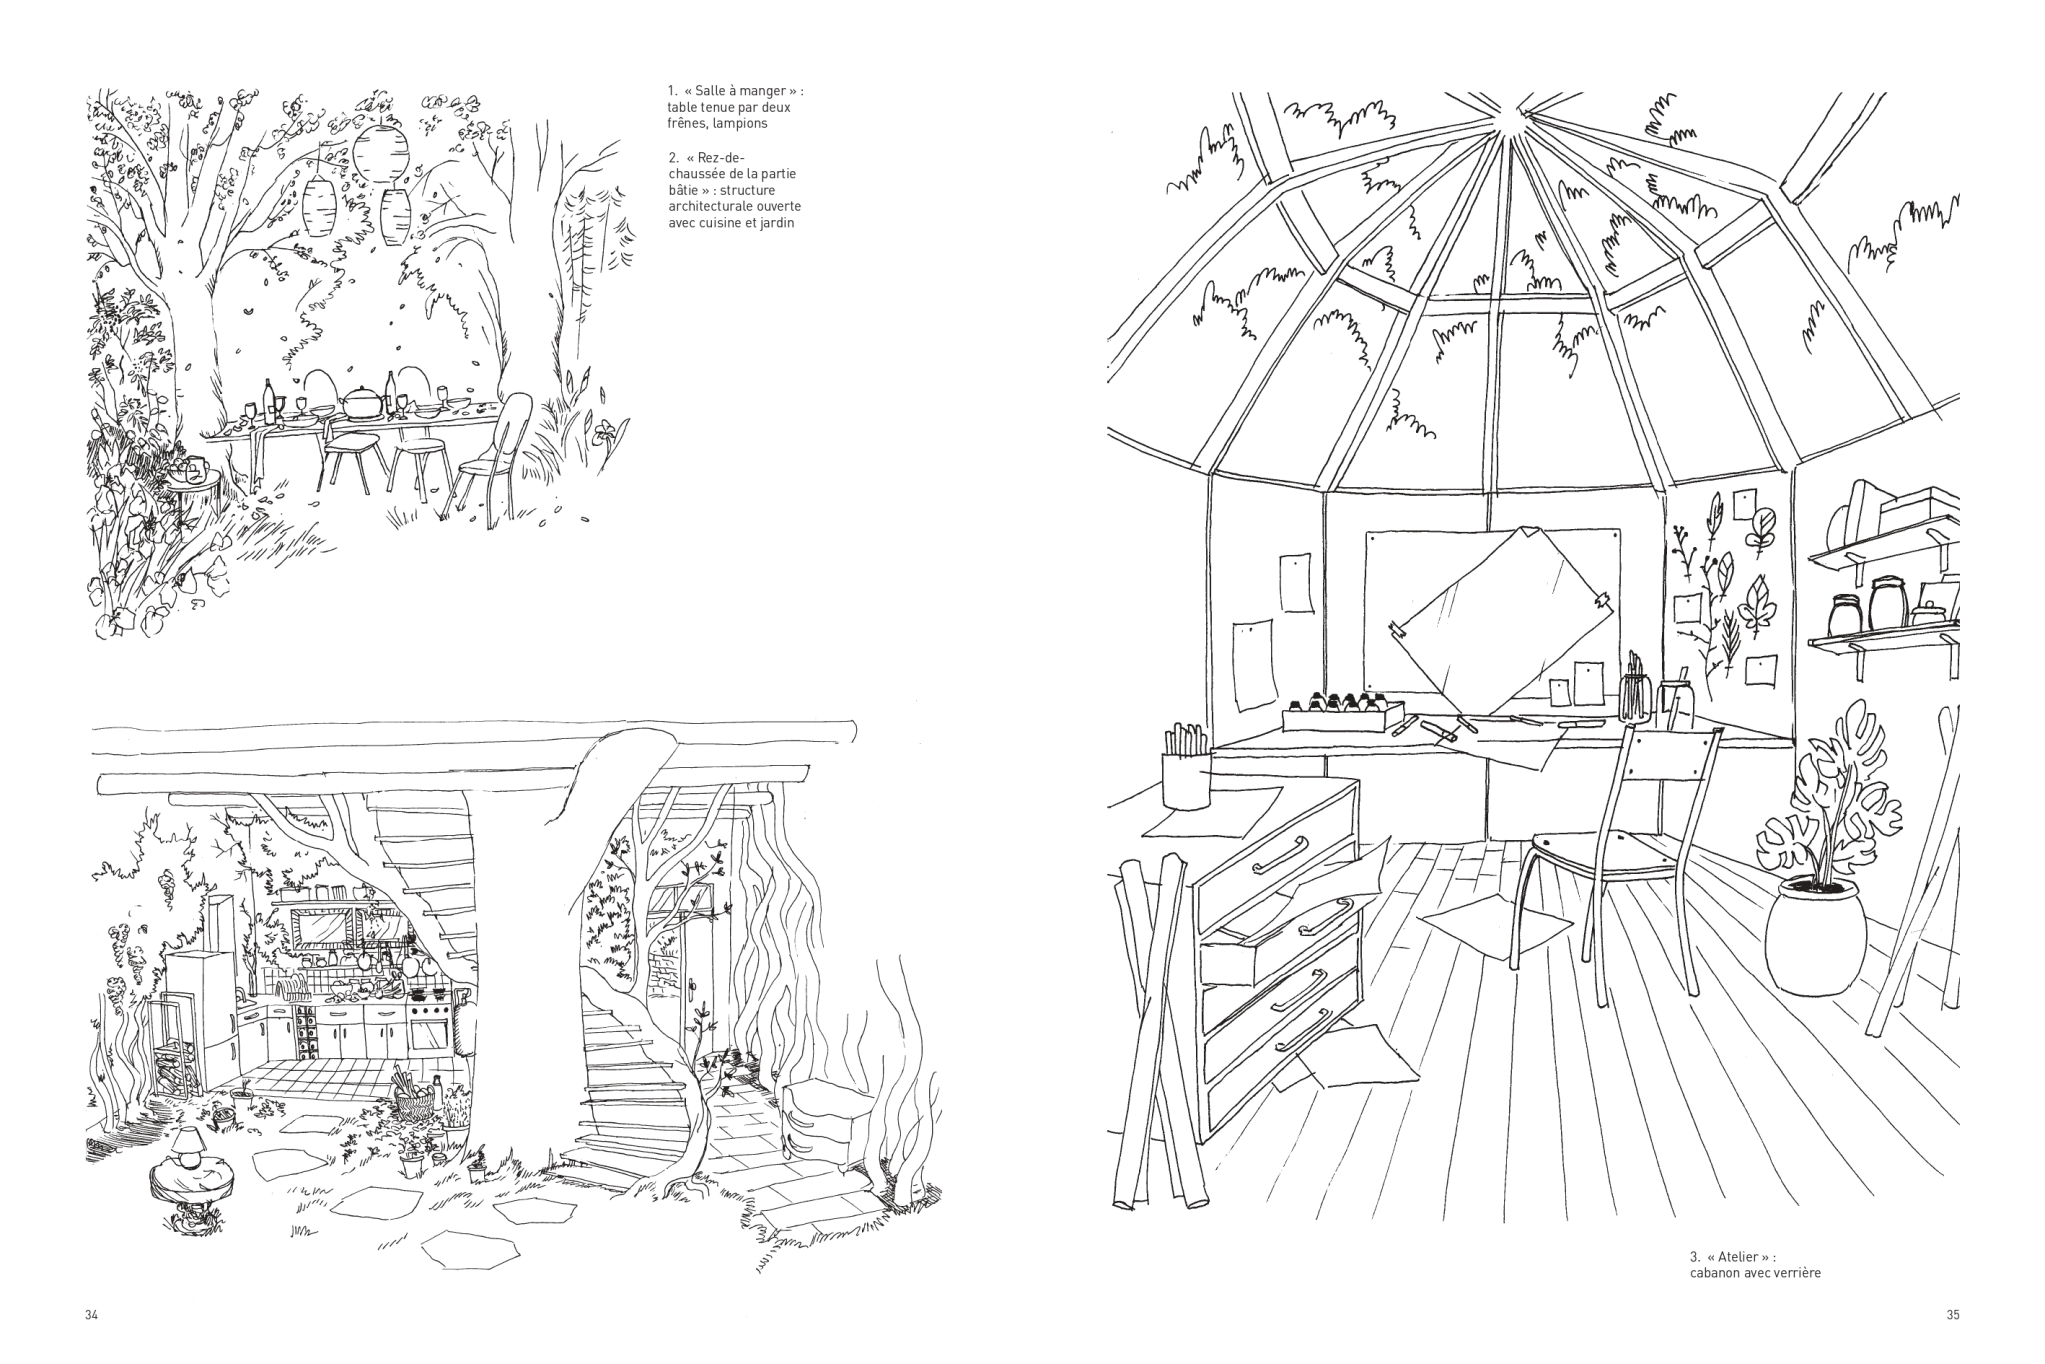 1. « Salle à manger » :
table tenue par deux
frênes, lampions
2. « Rez-de-
chaussée de la partie
bâtie » : structure
architecturale ouverte
avec cuisine et jardin
3. « Atelier » :
cabanon avec verrière
34
35